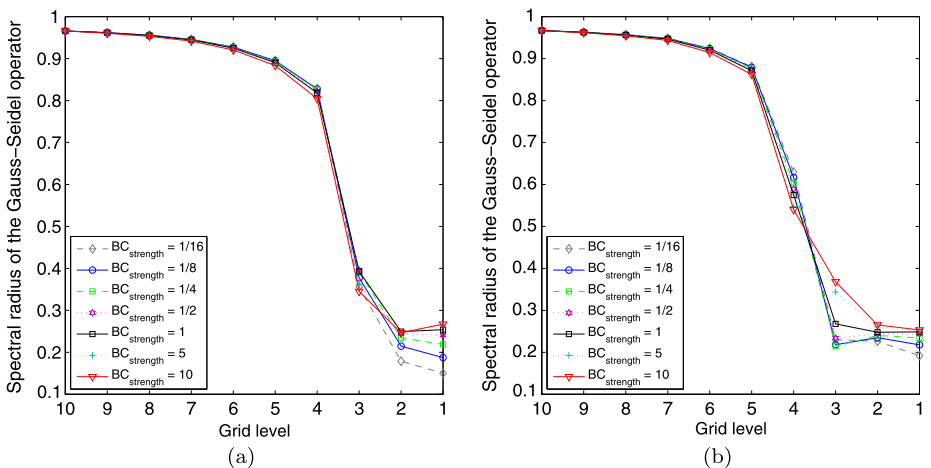 Spectral radius of the Gauss–Seidel operator
1
0.9
0.8
0.7
0.6
0.5
0.4
0.3
0.2
0.1
BCstrength = 1/16
BCstrength = 1/8
BCstrength = 1/4
BCstrength = 1/2
BCstrength = 1
BCstrength = 5
BCstrength = 10
10 9 8 7 6 5 4 3 2 1
Grid level
(a)
Spectral radius of the Gauss–Seidel operator
1
0.9
0.8
0.7
0.6
0.5
0.4
0.3
0.2
0.1
BCstrength = 1/16
BCstrength = 1/8
BCstrength = 1/4
BCstrength = 1/2
BCstrength = 1
BCstrength = 5
BCstrength = 10
10 9 8 7 6 5 4 3 2 1
Grid level
(b)